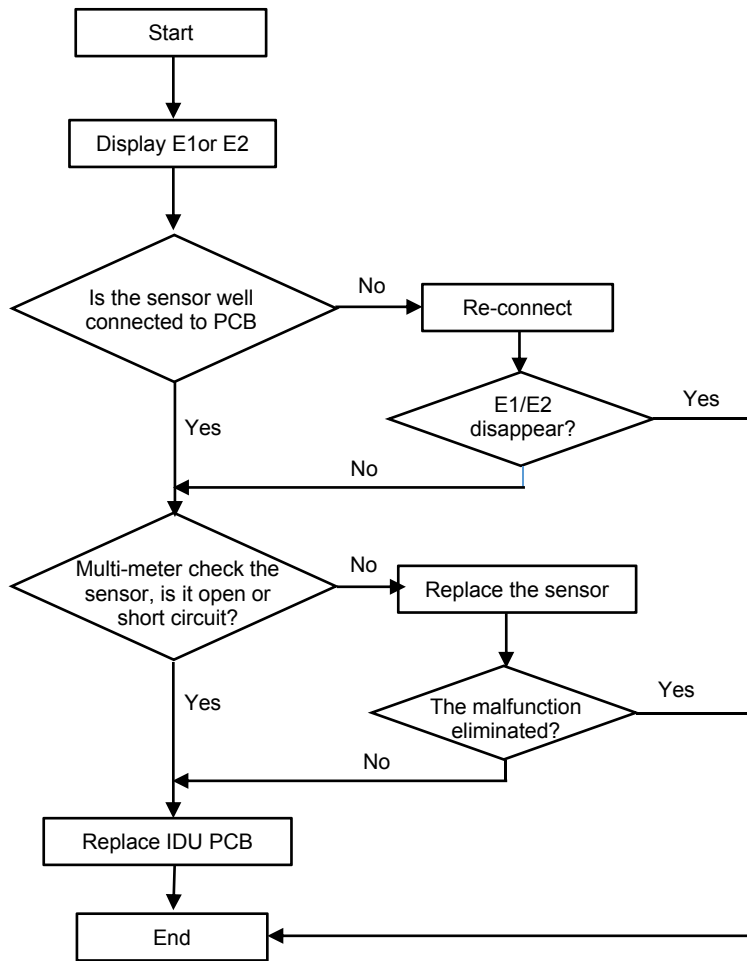 Start
Display E1or E2
Is the sensor well
connected to PCB
No
Re-connect
E1/E2
disappear?
Yes
Yes
No
Multi-meter check the
sensor, is it open or
short circuit?
No
Replace the sensor
Yes
The malfunction
eliminated?
Yes
No
Replace IDU PCB
End